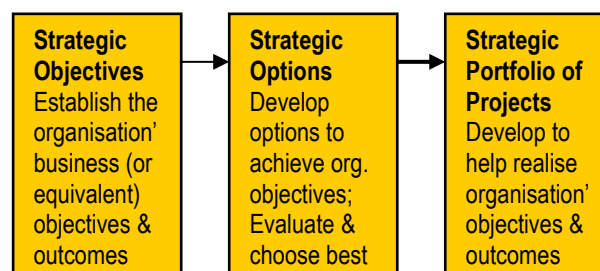 Strategic
Objectives
Establish the
organisation’
business (or
equivalent)
objectives &
outcomes
Strategic
Options
Develop
options to
achieve org.
objectives;
Evaluate &
choose best
Strategic
Portfolio of
Projects
Develop to
help realise
organisation’
objectives &
outcomes